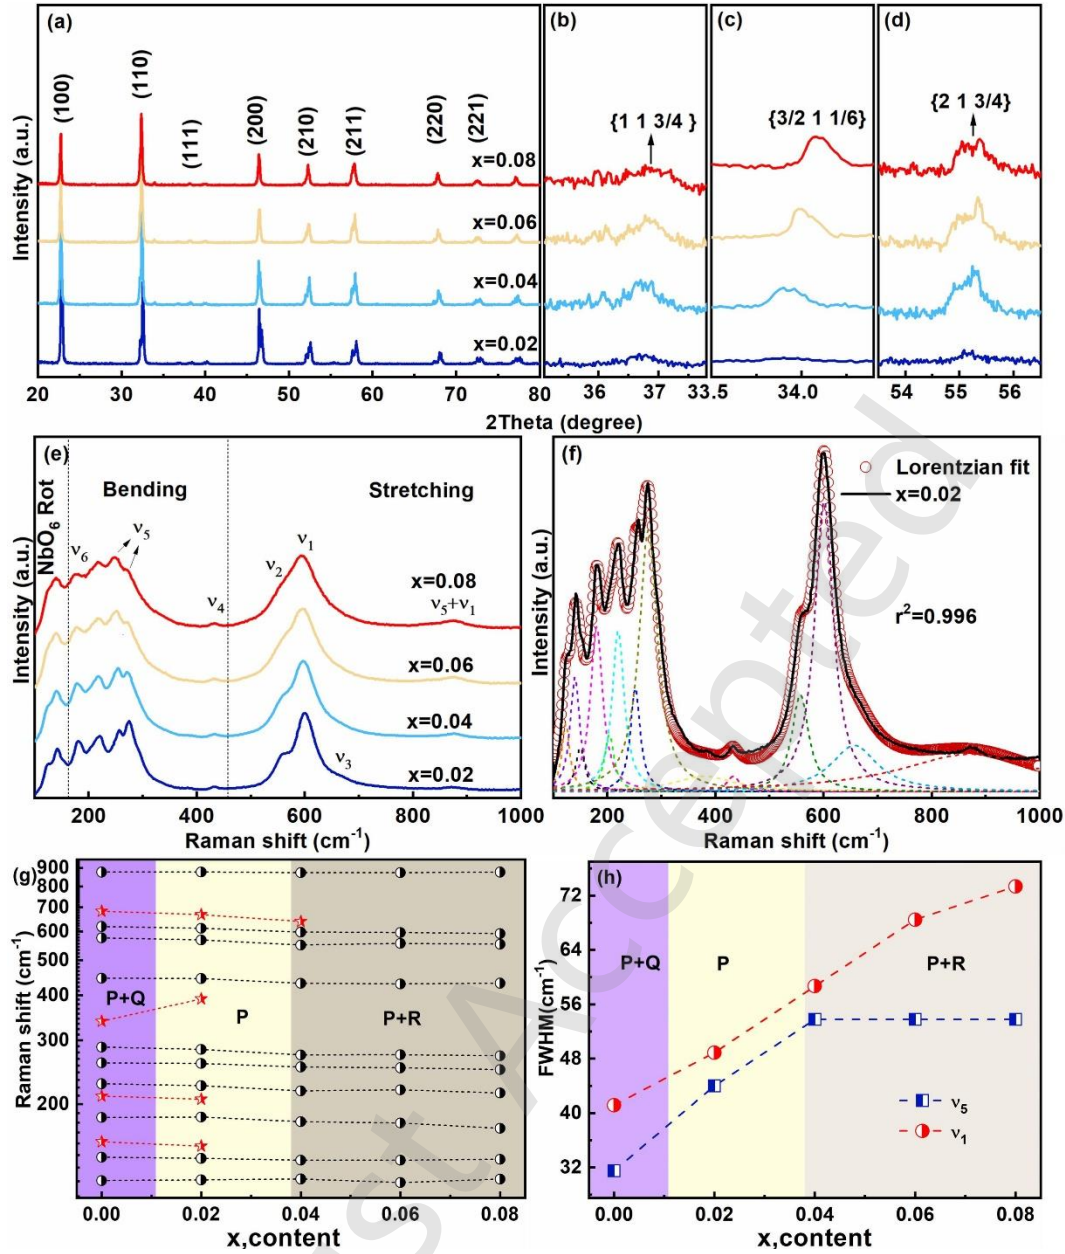 (a)
(b)
(c)
(d)
Intensity (a.u.)
(100)
(110)
(111)
(200)
(210)
(211)
(220)
(221)
x=0.08
x=0.06
x=0.04
x=0.02
{1 1 3/4 }
{3/2 1 1/6}
{2 1 3/4}
20 30 40 50 60 70 80
36 37 33.5
34.0
54 55 56
2Theta (degree)
(e)
Intensity (a.u.)
NbO6 Rot
Bending
Stretching
ν6
ν5
ν4
ν2
ν1
ν5+ν1
ν3
x=0.08
x=0.06
x=0.04
x=0.02
200 400 600 800 1000
Raman shift (cm-1)
(f)
Intensity (a.u.)
Lorentzian fit
x=0.02
r2=0.996
200 400 600 800 1000
Raman shift (cm-1)
(g)
Raman shift (cm-1)
900
800
700
600
500
400
300
200
P+Q
P
P+R
0.00 0.02 0.04 0.06 0.08
x,content
(h)
FWHM(cm-1)
72
64
56
48
40
32
P+Q
P
P+R
ν5
ν1
0.00 0.02 0.04 0.06 0.08
x,content
st Accepted